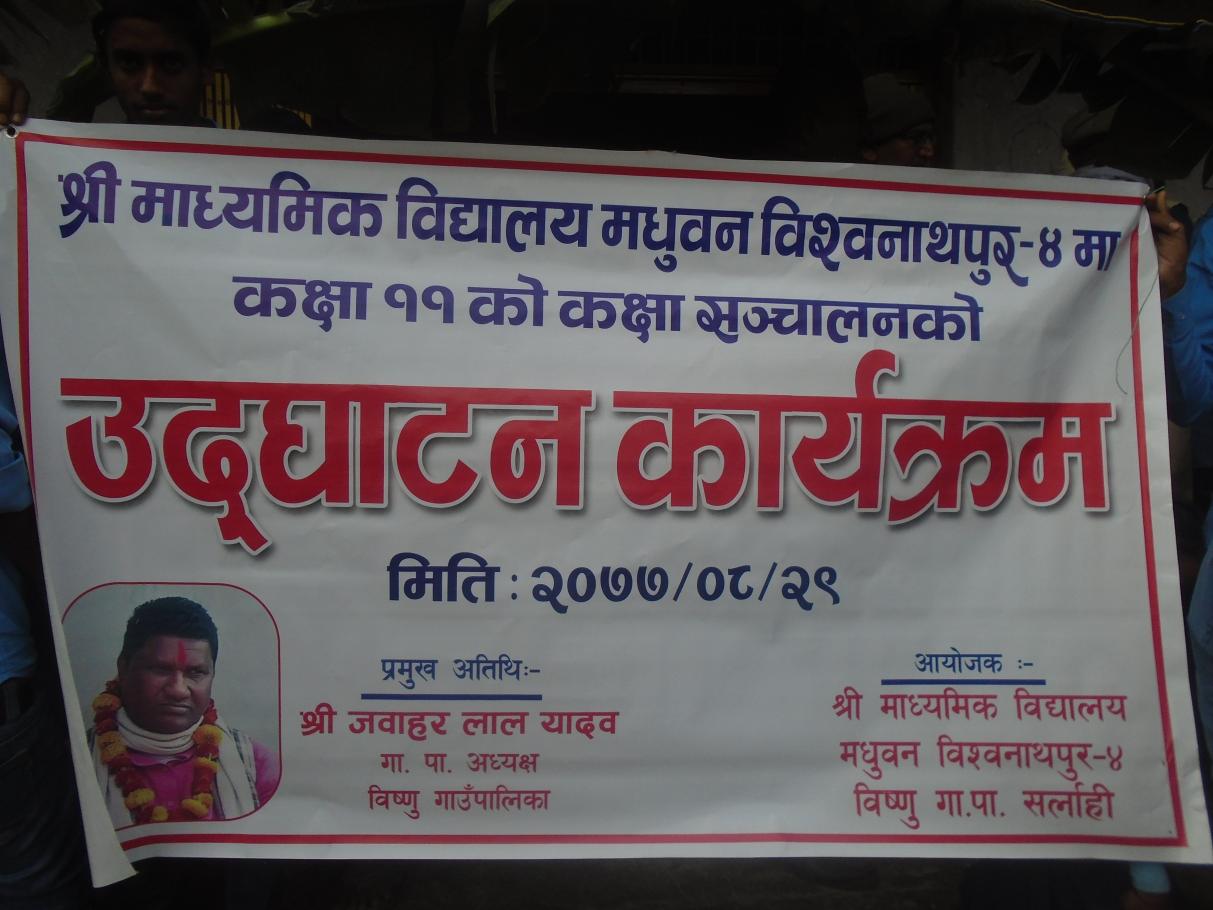 श्री माध्यमिक विद्यालय मधुवन विश्वनाथपुर-४ मा
कक्षा ११ को कक्षा सञ्चालनको
उद्‌घाटन कार्यक्रम
मिति : २०७७/०८/२९
प्रमुख अतिथिः-
श्री जवाहर लाल यादव
गा. पा. अध्यक्ष
विष्णु गाउँपालिका
आयोजक :-
श्री माध्यमिक विद्यालय
मधुवन विश्वनाथपुर-४
विष्णु गा.पा. सर्लाही